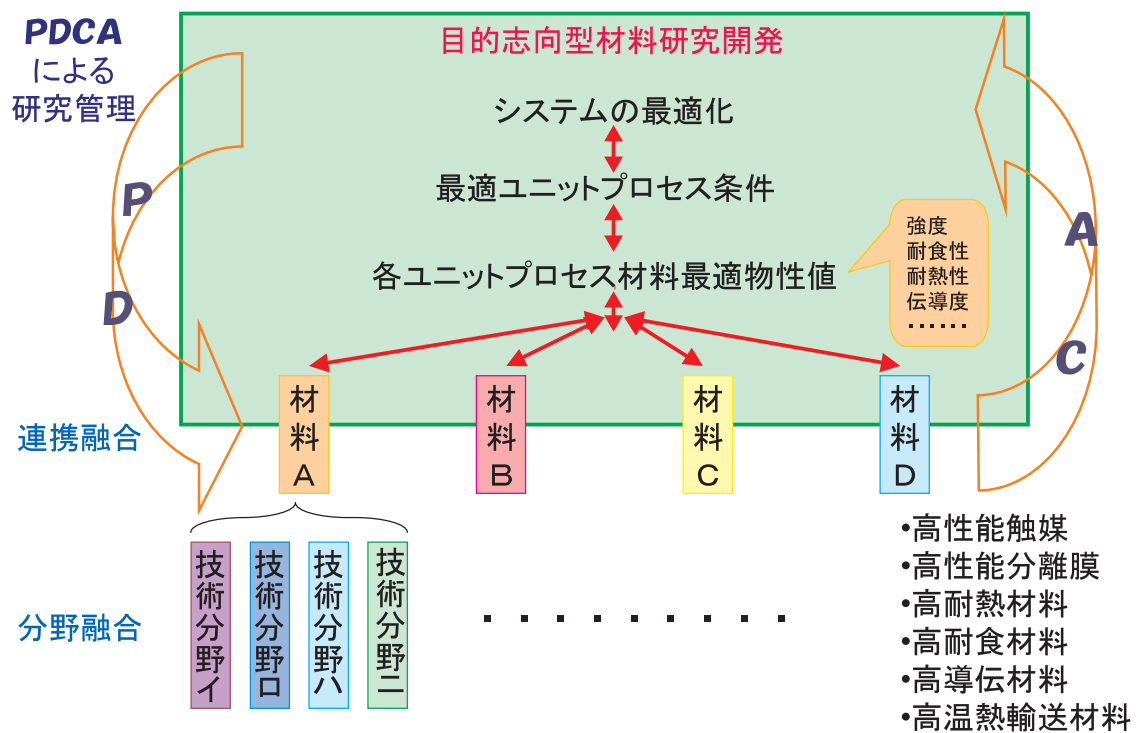 PDCA
による
研究管理
目的志向型材料研究開発
システムの最適化
最適ユニットプロセス条件
各ユニットプロセス材料最適物性値
強度
耐食性
耐熱性
伝導度
・・・・・・
P
D
A
C
連携融合
材料A
材料B
材料C
材料D
分野融合
技術分野イ
技術分野ロ
技術分野ハ
技術分野ニ
・・・・・・・・・
•高性能触媒
•高性能分離膜
•高耐熱材料
•高耐食材料
•高導伝材料
•高温熱輸送材料